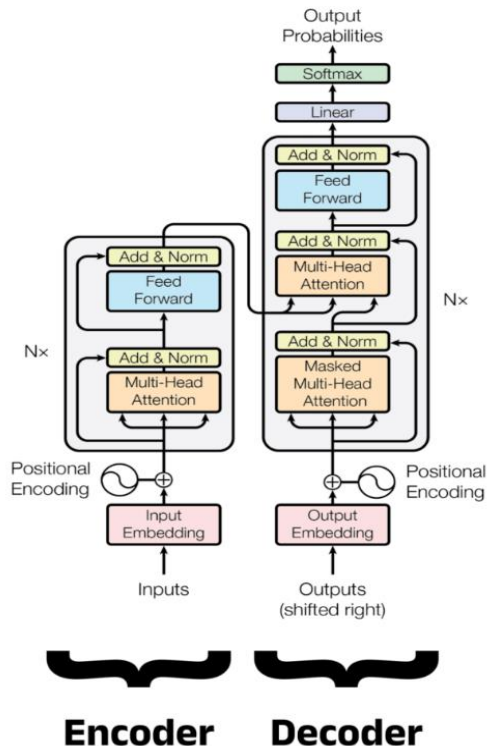 Output
Probabilities
Softmax
Linear
Add & Norm
Feed
Forward
Add & Norm
Multi-Head
Attention
Add & Norm
Masked
Multi-Head
Attention
N×
Add & Norm
Feed
Forward
Add & Norm
Multi-Head
Attention
N×
Positional
Encoding
Positional
Encoding
Input
Embedding
Output
Embedding
Inputs
Outputs
(shifted right)
Encoder
Decoder